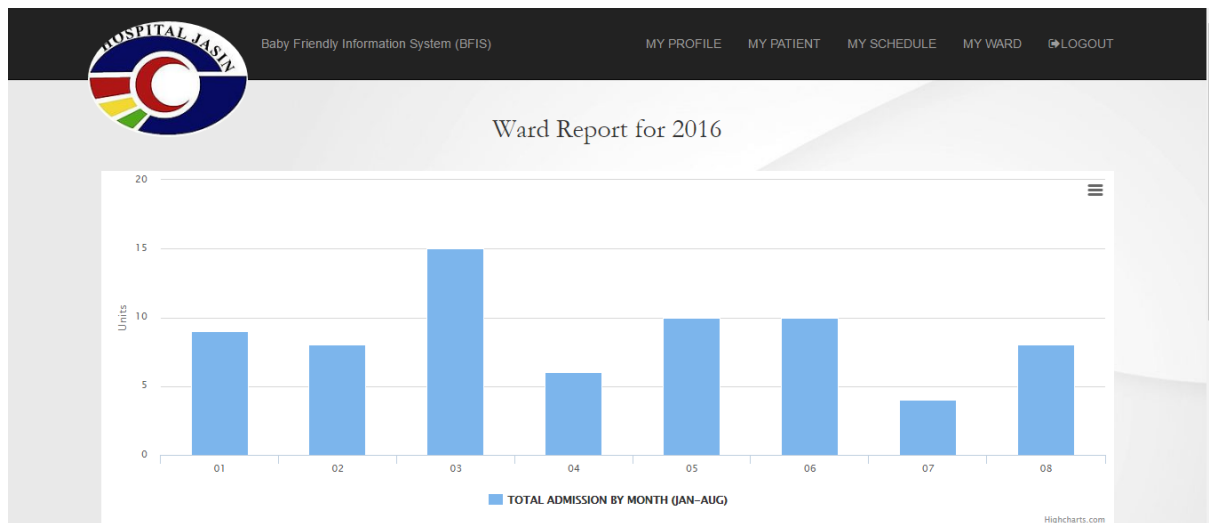 HOSPITAL JASIN
Baby Friendly Information System (BFIS)
MY PROFILE MY PATIENT MY SCHEDULE MY WARD LOGOUT
Ward Report for 2016
20
15
10
5
0
Units
01 02 03 04 05 06 07 08
TOTAL ADMISSION BY MONTH (JAN-AUG)
Highcharts.com